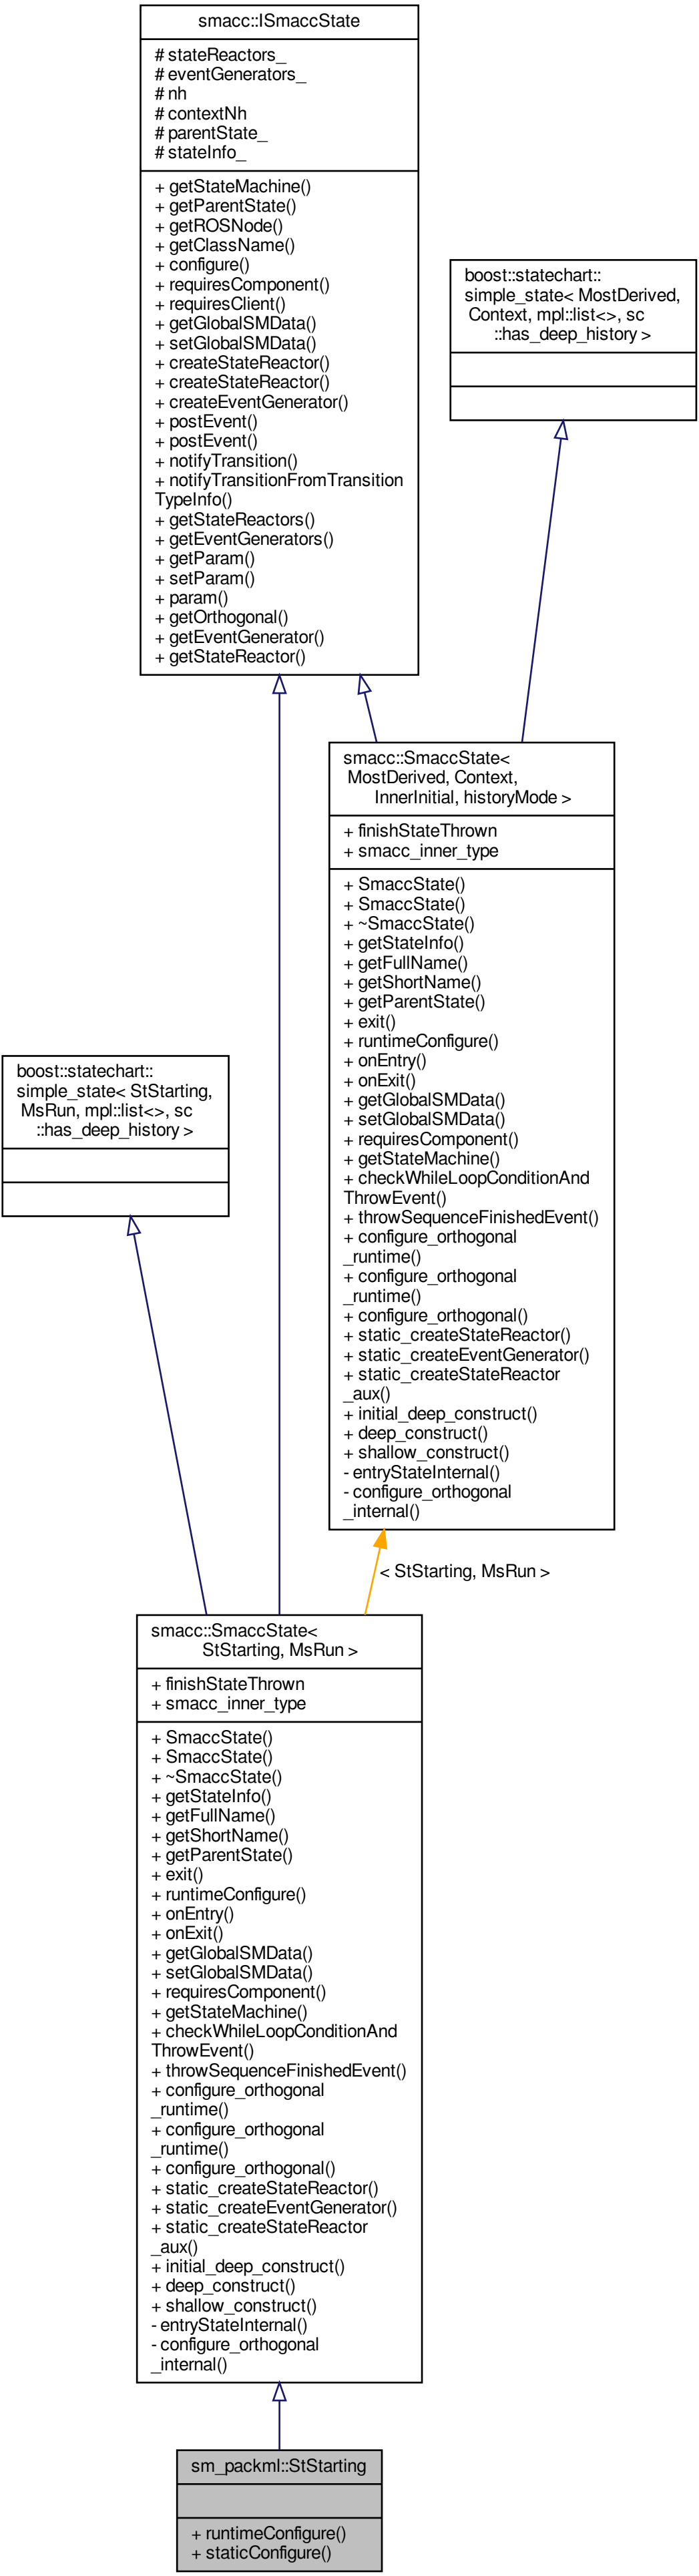 smacc::ISmaccState
# stateReactors_
# eventGenerators_
# nh
# contextNh
# parentState_
# stateInfo_
+ getStateMachine()
+ getParentState()
+ getROSNode()
+ getClassName()
+ configure()
+ requiresComponent()
+ requiresClient()
+ getGlobalSMData()
+ setGlobalSMData()
+ createStateReactor()
+ createStateReactor()
+ createEventGenerator()
+ postEvent()
+ postEvent()
+ notifyTransition()
+ notifyTransitionFromTransition
TypeInfo()
+ getStateReactors()
+ getEventGenerators()
+ getParam()
+ setParam()
+ param()
+ getOrthogonal()
+ getEventGenerator()
+ getStateReactor()
boost::statechart::
simple_state< MostDerived,
Context, mpl::list<>, sc
::has_deep_history >
smacc::SmaccState<
MostDerived, Context,
InnerInitial, historyMode >
+ finishStateThrown
+ smacc_inner_type
+ SmaccState()
+ SmaccState()
+ ~SmaccState()
+ getStateInfo()
+ getFullName()
+ getShortName()
+ getParentState()
+ exit()
+ runtimeConfigure()
+ onEntry()
+ onExit()
+ getGlobalSMData()
+ setGlobalSMData()
+ requiresComponent()
+ getStateMachine()
+ checkWhileLoopConditionAnd
ThrowEvent()
+ throwSequenceFinishedEvent()
+ configure_orthogonal
_runtime()
+ configure_orthogonal
_runtime()
+ configure_orthogonal()
+ static_createStateReactor()
+ static_createEventGenerator()
+ static_createStateReactor
_aux()
+ initial_deep_construct()
+ deep_construct()
+ shallow_construct()
- entryStateInternal()
- configure_orthogonal
_internal()
boost::statechart::
simple_state< StStarting,
MsRun, mpl::list<>, sc
::has_deep_history >
< StStarting, MsRun >
smacc::SmaccState<
StStarting, MsRun >
+ finishStateThrown
+ smacc_inner_type
+ SmaccState()
+ SmaccState()
+ ~SmaccState()
+ getStateInfo()
+ getFullName()
+ getShortName()
+ getParentState()
+ exit()
+ runtimeConfigure()
+ onEntry()
+ onExit()
+ getGlobalSMData()
+ setGlobalSMData()
+ requiresComponent()
+ getStateMachine()
+ checkWhileLoopConditionAnd
ThrowEvent()
+ throwSequenceFinishedEvent()
+ configure_orthogonal
_runtime()
+ configure_orthogonal
_runtime()
+ configure_orthogonal()
+ static_createStateReactor()
+ static_createEventGenerator()
+ static_createStateReactor
_aux()
+ initial_deep_construct()
+ deep_construct()
+ shallow_construct()
- entryStateInternal()
- configure_orthogonal
_internal()
sm_packml::StStarting
+ runtimeConfigure()
+ staticConfigure()